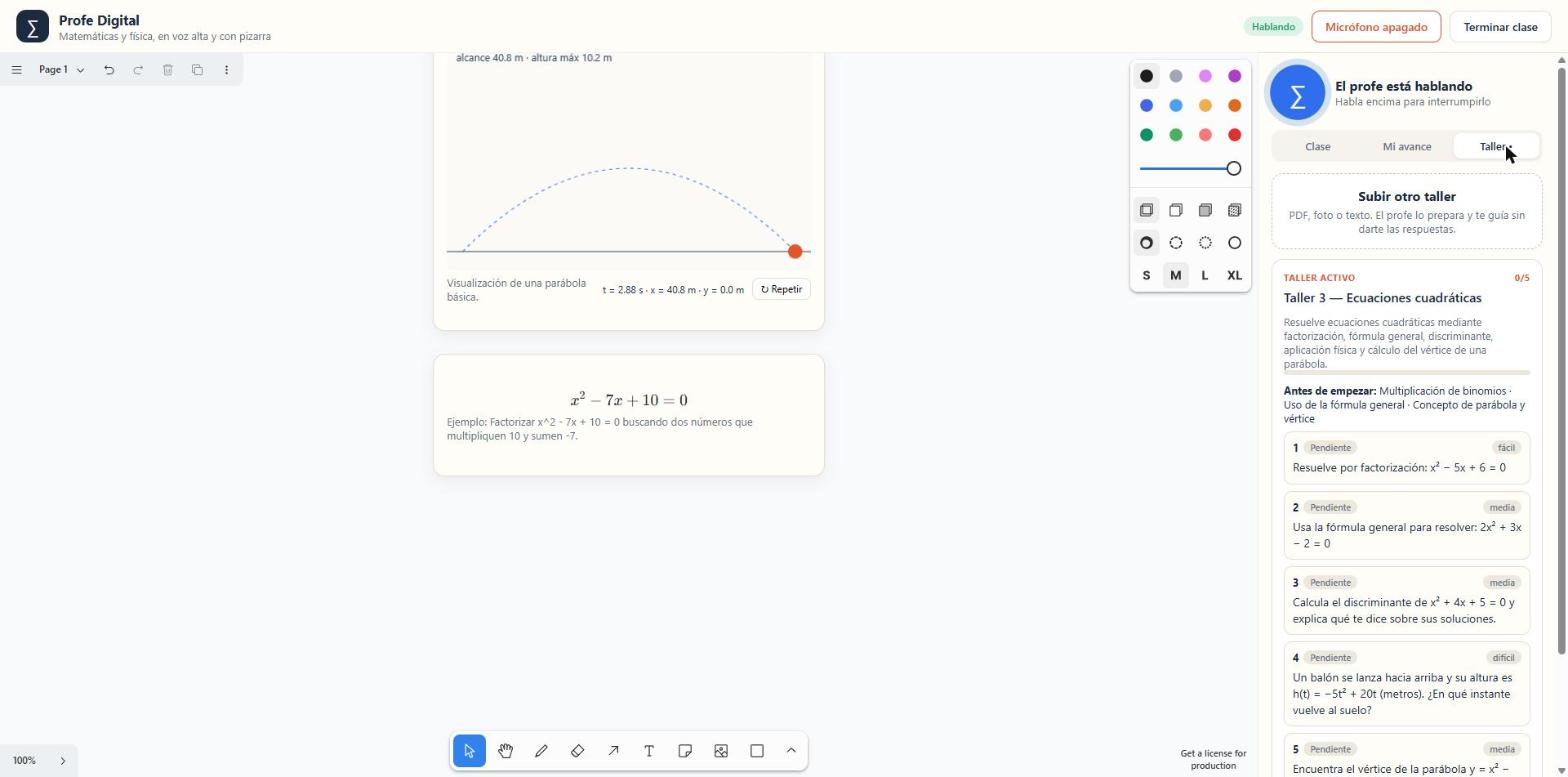 Profe Digital
Matemáticas y física, en voz alta y con pizarra
Hablando
Micrófono apagado
Terminar clase
Page 1
alcance 40.8 m · altura máx 10.2 m
Visualización de una parábola
básica.
t = 2.88 s · x = 40.8 m · y = 0.0 m
↻ Repetir
x² − 7x + 10 = 0
Ejemplo: Factorizar x^2 - 7x + 10 = 0 buscando dos números que
multipliquen 10 y sumen -7.
S M L XL
100%
Get a license for
production
∑
El profe está hablando
Habla encima para interrumpirlo
Clase
Mi avance
Taller
Subir otro taller
PDF, foto o texto. El profe lo prepara y te guía sin
darte las respuestas.
TALLER ACTIVO 0/5
Taller 3 — Ecuaciones cuadráticas
Resuelve ecuaciones cuadráticas mediante
factorización, fórmula general, discriminante,
aplicación física y cálculo del vértice de una
parábola.
Antes de empezar: Multiplicación de binomios ·
Uso de la fórmula general · Concepto de parábola y
vértice
1 Pendiente fácil
Resuelve por factorización: x² − 5x + 6 = 0
2 Pendiente media
Usa la fórmula general para resolver: 2x² + 3x
− 2 = 0
3 Pendiente media
Calcula el discriminante de x² + 4x + 5 = 0 y
explica qué te dice sobre sus soluciones.
4 Pendiente difícil
Un balón se lanza hacia arriba y su altura es
h(t) = −5t² + 20t (metros). ¿En qué instante
vuelve al suelo?
5 Pendiente media
Encuentra el vértice de la parábola y = x² −